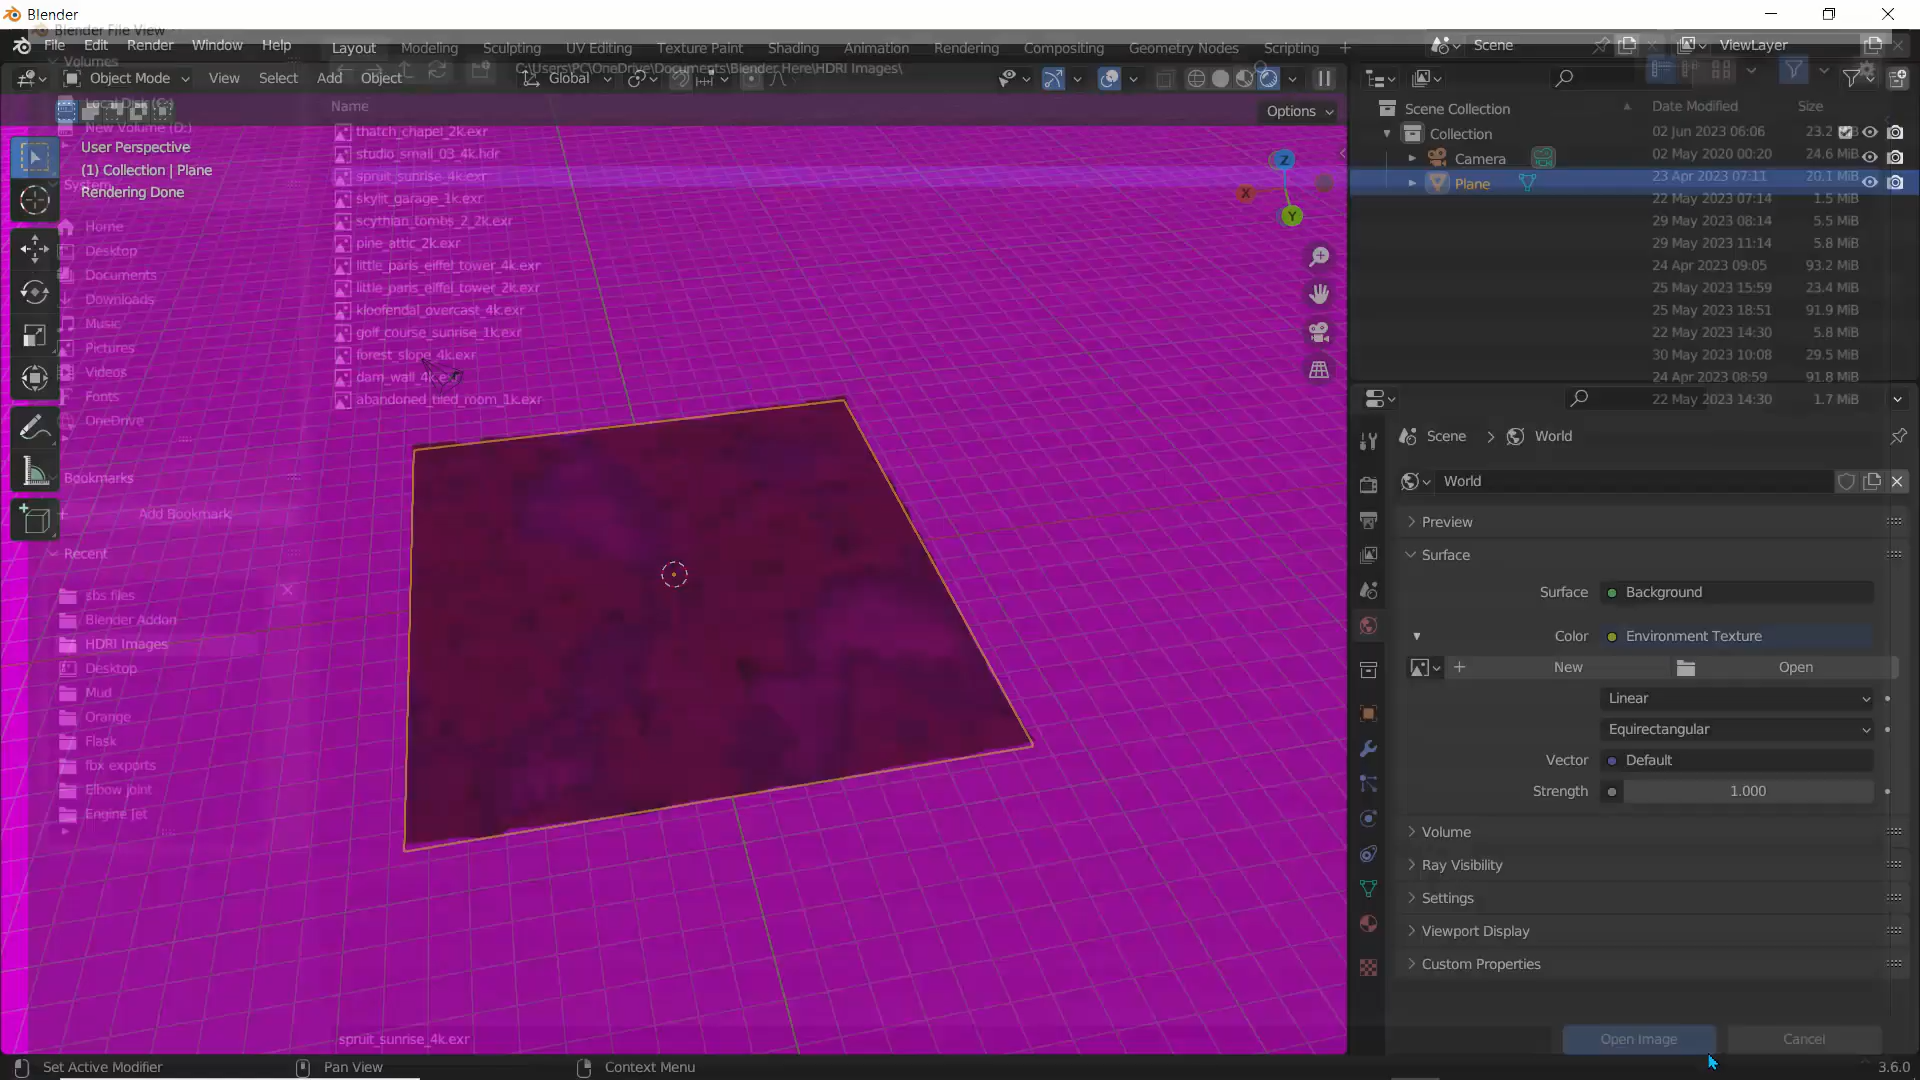 Blender
Blender File View
File Edit Render Window Help
Layout Modeling Sculpting UV Editing Texture Paint Shading Animation Rendering Compositing Geometry Nodes Scripting +
Scene
ViewLayer
Volumes
Object Mode View Select Add Object
C:\Users\PC\OneDrive\Documents\Blender Here\HDRI Images\
Global
Options
Local Disk (C:)
New Volume (D:)
User Perspective
(1) Collection | Plane
Rendering Done
System
Home
Desktop
Documents
Downloads
Music
Pictures
Videos
Fonts
OneDrive
Bookmarks
Add Bookmark
Recent
sbs files
Blender Addon
HDRI Images
Desktop
Mud
Orange
Flask
fbx exports
Elbow joint
Engine Jet
Name
thatch_chapel_2k.exr
studio_small_03_4k.hdr
spruit_sunrise_4k.exr
skylit_garage_1k.exr
scythian_tombs_2_2k.exr
pine_attic_2k.exr
little_paris_eiffel_tower_4k.exr
little_paris_eiffel_tower_2k.exr
kloofendal_overcast_4k.exr
golf_course_sunrise_1k.exr
forest_slope_4k.exr
dam_wall_4k.exr
abandoned_tiled_room_1k.exr
Z
X
Y
Scene Collection
Collection
Camera
Plane
Date Modified Size
02 Jun 2023 06:06 23.2
02 May 2020 00:20 24.6 MiB
23 Apr 2023 07:11 20.1 MiB
22 May 2023 07:14 1.5 MiB
29 May 2023 08:14 5.5 MiB
29 May 2023 11:14 5.8 MiB
24 Apr 2023 09:05 93.2 MiB
25 May 2023 15:59 23.4 MiB
25 May 2023 18:51 91.9 MiB
22 May 2023 14:30 5.8 MiB
30 May 2023 10:08 29.5 MiB
24 Apr 2023 08:59 91.8 MiB
22 May 2023 14:30 1.7 MiB
Scene > World
World
Preview
Surface
Surface Background
Color Environment Texture
New Open
Linear
Equirectangular
Vector Default
Strength 1.000
Volume
Ray Visibility
Settings
Viewport Display
Custom Properties
spruit_sunrise_4k.exr
Open Image Cancel
Set Active Modifier Pan View Context Menu 3.6.0